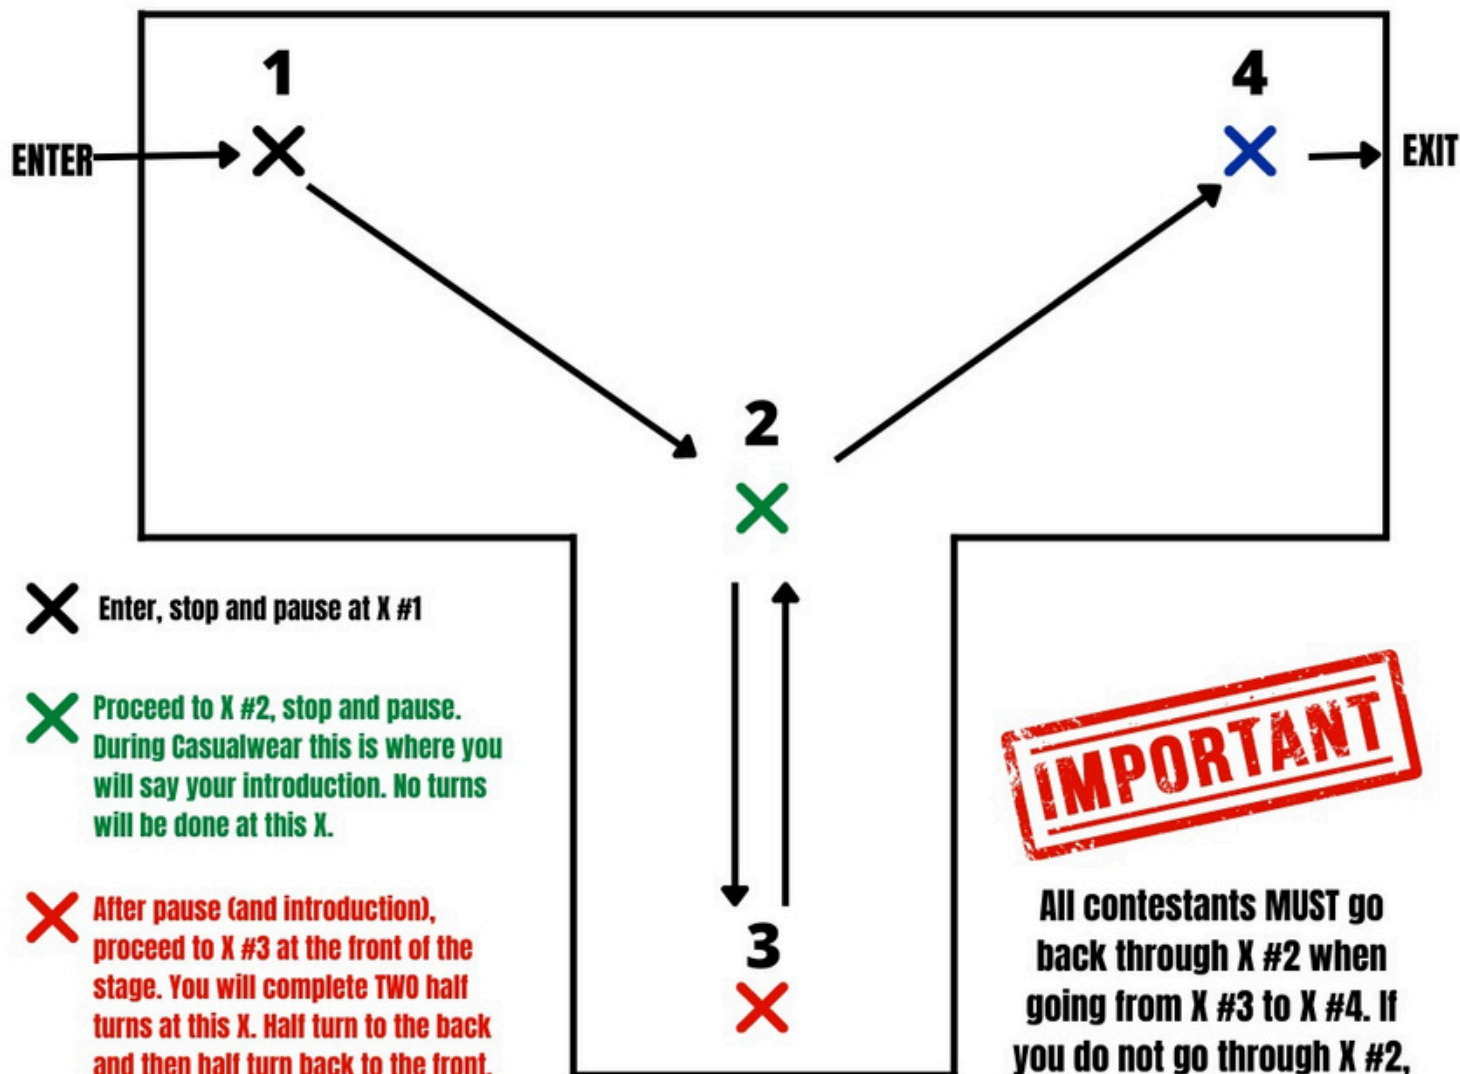 1
4
ENTER
EXIT
2
Enter, stop and pause at X #1
Proceed to X #2, stop and pause.
During Casualwear this is where you
will say your introduction. No turns
will be done at this X.
After pause (and introduction),
proceed to X #3 at the front of the
stage. You will complete TWO half
turns at this X. Half turn to the back
and then half turn back to the front.
3
IMPORTANT
All contestants MUST go
back through X #2 when
going from X #3 to X #4. If
you do not go through X #2,